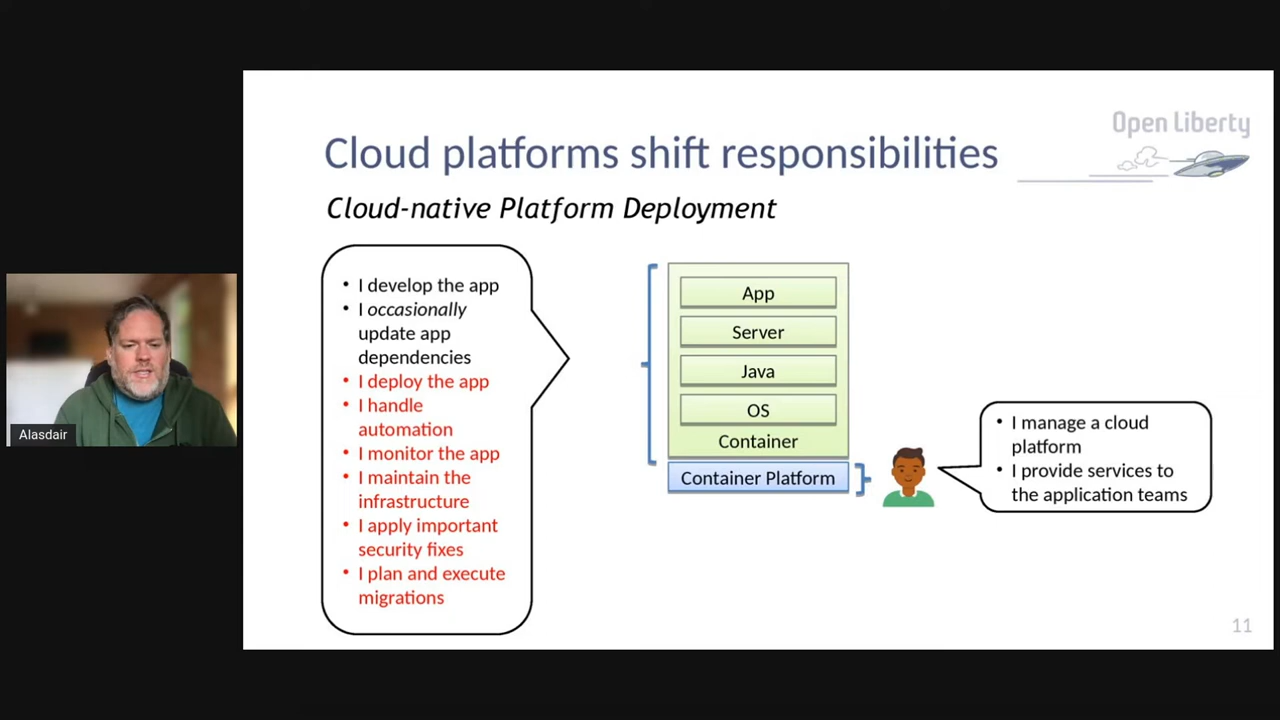 Open Liberty
Cloud platforms shift responsibilities
Cloud-native Platform Deployment
• I develop the app
• I occasionally
update app
dependencies
• I deploy the app
• I handle
automation
• I monitor the app
• I maintain the
infrastructure
• I apply important
security fixes
• I plan and execute
migrations
App
Server
Java
OS
Container
Container Platform
• I manage a cloud
platform
• I provide services to
the application teams
Alasdair
11